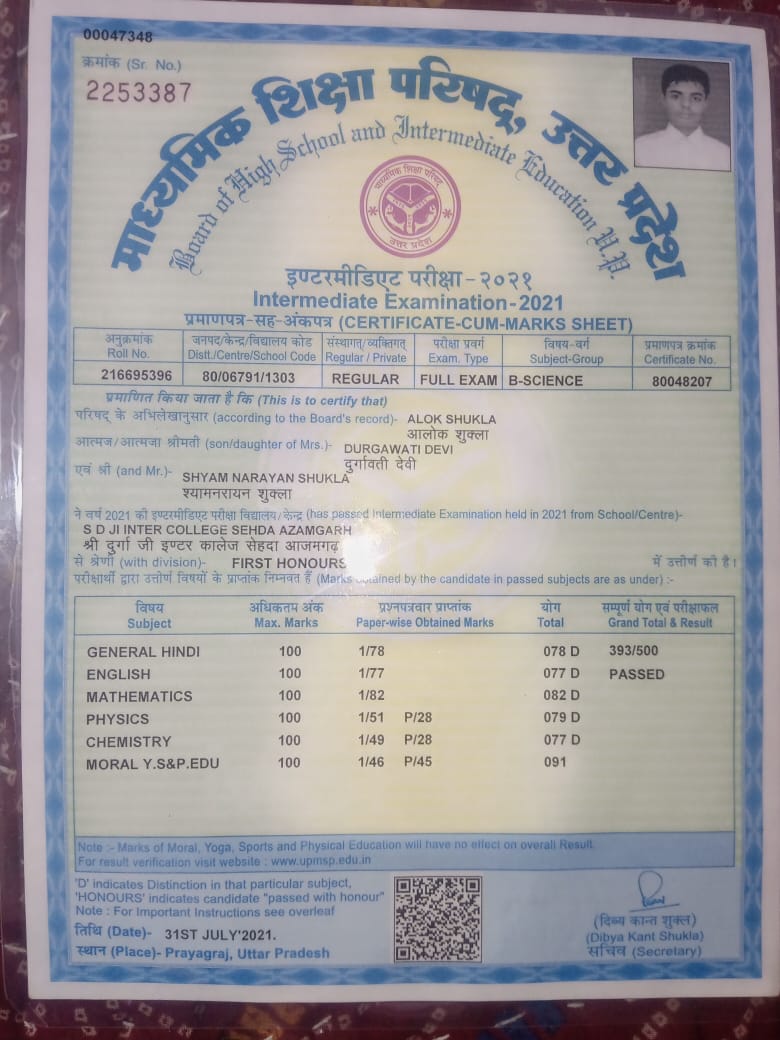 00047348
क्रमांक (Sr. No.)
2253387
माध्यमिक शिक्षा परिषद्, उत्तर प्रदेश
Board of High School and Intermediate Education U.P.
माध्यमिक शिक्षा परिषद्
उत्तर प्रदेश
इण्टरमीडिएट परीक्षा-२०२१
Intermediate Examination-2021
प्रमाणपत्र-सह-अंकपत्र (CERTIFICATE-CUM-MARKS SHEET)
अनुक्रमांक जनपद/केन्द्र/विद्यालय कोड संस्थागत्/व्यक्तिगत् परीक्षा प्रवर्ग विषय-वर्ग प्रमाणपत्र क्रमांक
Roll No. Distt./Centre/School Code Regular / Private Exam. Type Subject-Group Certificate No.
216695396 80/06791/1303 REGULAR FULL EXAM B-SCIENCE 80048207
प्रमाणित किया जाता है कि (This is to certify that)
परिषद् के अभिलेखानुसार (according to the Board's record)- ALOK SHUKLA
आलोक शुक्ला
आत्मज/आत्मजा श्रीमती (son/daughter of Mrs.)- DURGAWATI DEVI
दुर्गावती देवी
एवं श्री (and Mr.)- SHYAM NARAYAN SHUKLA
श्यामनरायन शुक्ला
ने वर्ष 2021 की इण्टरमीडिएट परीक्षा विद्यालय/केन्द्र (has passed Intermediate Examination held in 2021 from School/Centre)-
S D JI INTER COLLEGE SEHDA AZAMGARH
श्री दुर्गा जी इण्टर कालेज सेहदा आजमगढ़
से श्रेणी (with division)- FIRST HONOURS में उत्तीर्ण की है।
परीक्षार्थी द्वारा उत्तीर्ण विषयों के प्राप्तांक निम्नवत हैं (Marks obtained by the candidate in passed subjects are as under) :-
विषय अधिकतम अंक प्रश्नपत्रवार प्राप्तांक योग सम्पूर्ण योग एवं परीक्षाफल
Subject Max. Marks Paper-wise Obtained Marks Total Grand Total & Result
GENERAL HINDI 100 1/78 078 D 393/500
ENGLISH 100 1/77 077 D PASSED
MATHEMATICS 100 1/82 082 D
PHYSICS 100 1/51 P/28 079 D
CHEMISTRY 100 1/49 P/28 077 D
MORAL Y.S&P.EDU 100 1/46 P/45 091
Note :- Marks of Moral, Yoga, Sports and Physical Education will have no effect on overall Result.
For result verification visit website : www.upmsp.edu.in
'D' indicates Distinction in that particular subject,
'HONOURS' indicates candidate "passed with honour"
Note : For Important Instructions see overleaf
तिथि (Date)- 31ST JULY'2021.
स्थान (Place)- Prayagraj, Uttar Pradesh
(दिब्य कान्त शुक्ल)
(Dibya Kant Shukla)
सचिव (Secretary)